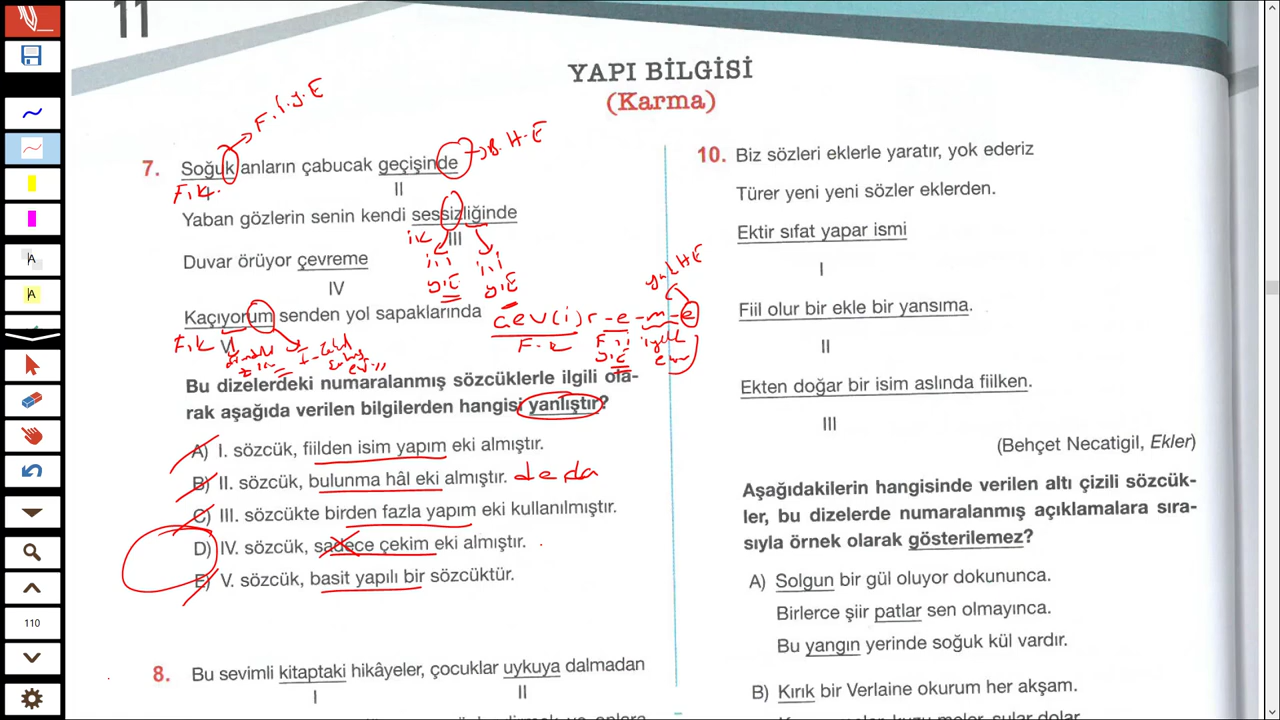 11
YAPI BİLGİSİ
(Karma)
F.İ.Y.E
B.H.E
7. Soğuk anların çabucak geçişinde
F.K.
II
Yaban gözlerin senin kendi sessizliğinde
İK
III
Duvar örüyor çevreme
IV
Kaçıyorum senden yol sapaklarında
F.K
V
F.K
Bu dizelerdeki numaralanmış sözcüklerle ilgili ola-
rak aşağıda verilen bilgilerden hangisi yanlıştır?
A) I. sözcük, fiilden isim yapım eki almıştır.
B) II. sözcük, bulunma hâl eki almıştır. de da
C) III. sözcükte birden fazla yapım eki kullanılmıştır.
D) IV. sözcük, sadece çekim eki almıştır.
E) V. sözcük, basit yapılı bir sözcüktür.
8. Bu sevimli kitaptaki hikâyeler, çocuklar uykuya dalmadan
I
II
10. Biz sözleri eklerle yaratır, yok ederiz
Türer yeni yeni sözler eklerden.
Ektir sıfat yapar ismi
I
Fiil olur bir ekle bir yansıma.
II
Ekten doğar bir isim aslında fiilken.
III
(Behçet Necatigil, Ekler)
Aşağıdakilerin hangisinde verilen altı çizili sözcük-
ler, bu dizelerde numaralanmış açıklamalara sıra-
sıyla örnek olarak gösterilemez?
A) Solgun bir gül oluyor dokununca.
Birlerce şiir patlar sen olmayınca.
Bu yangın yerinde soğuk kül vardır.
B) Kırık bir Verlaine okurum her akşam.
110